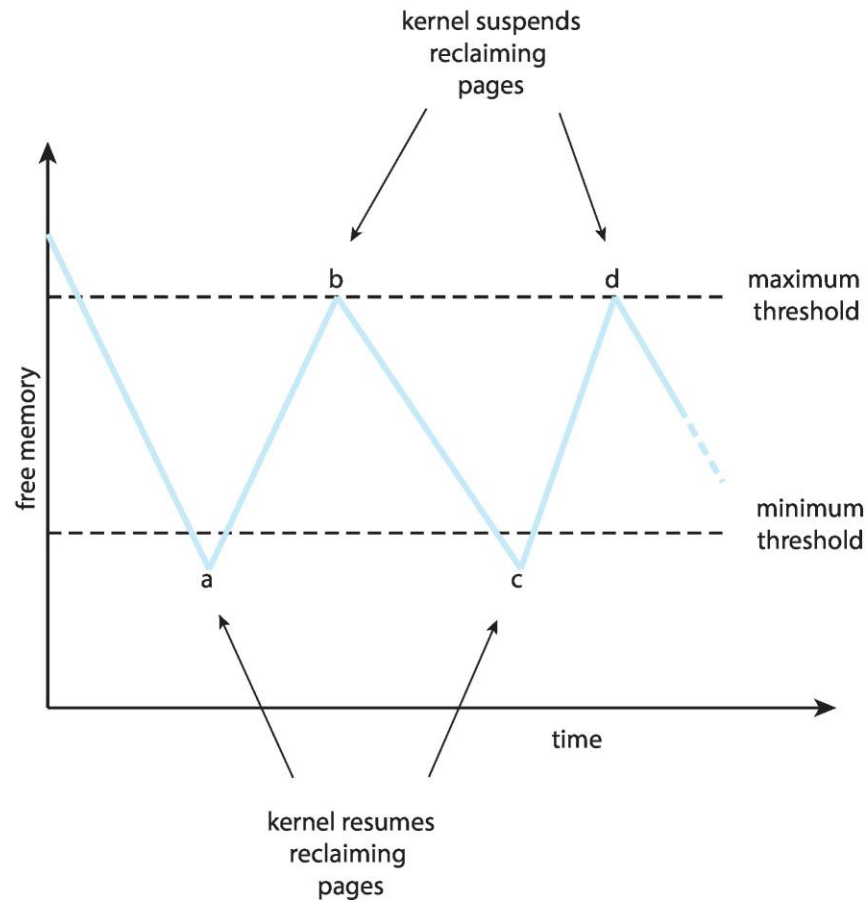 kernel suspends
reclaiming
pages
b
d
maximum
threshold
free memory
minimum
threshold
a
c
time
kernel resumes
reclaiming
pages